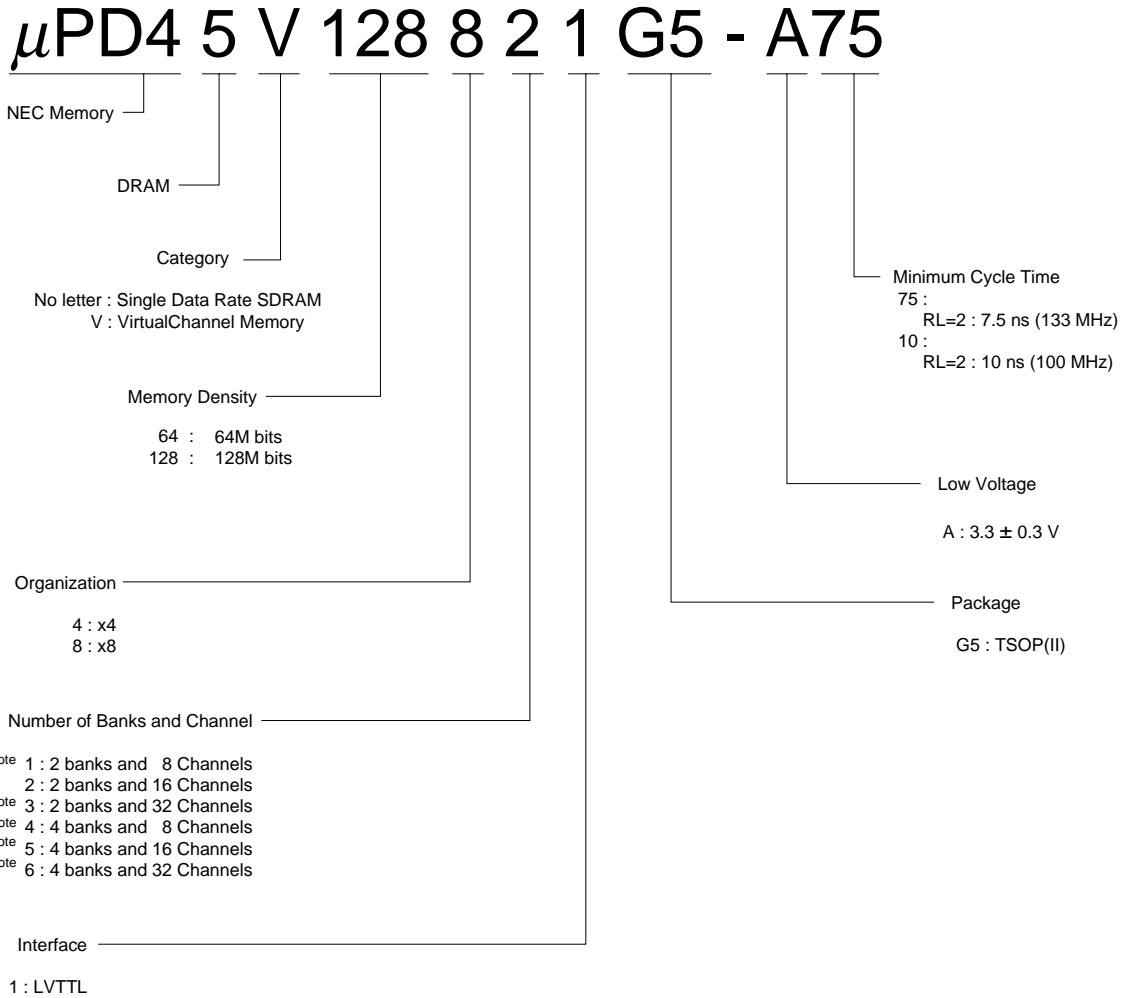 μPD4 5 V 128 8 2 1 G5 - A75
NEC Memory
DRAM
Category
No letter : Single Data Rate SDRAM
V : VirtualChannel Memory
Minimum Cycle Time
75 :
RL=2 : 7.5 ns (133 MHz)
10 :
RL=2 : 10 ns (100 MHz)
Memory Density
64 : 64M bits
128 : 128M bits
Low Voltage
A : 3.3 ± 0.3 V
Organization
4 : x4
8 : x8
Package
G5 : TSOP(II)
Number of Banks and Channel
1 : 2 banks and 8 Channels
2 : 2 banks and 16 Channels
3 : 2 banks and 32 Channels
4 : 4 banks and 8 Channels
5 : 4 banks and 16 Channels
6 : 4 banks and 32 Channels
Interface
1 : LVTTL